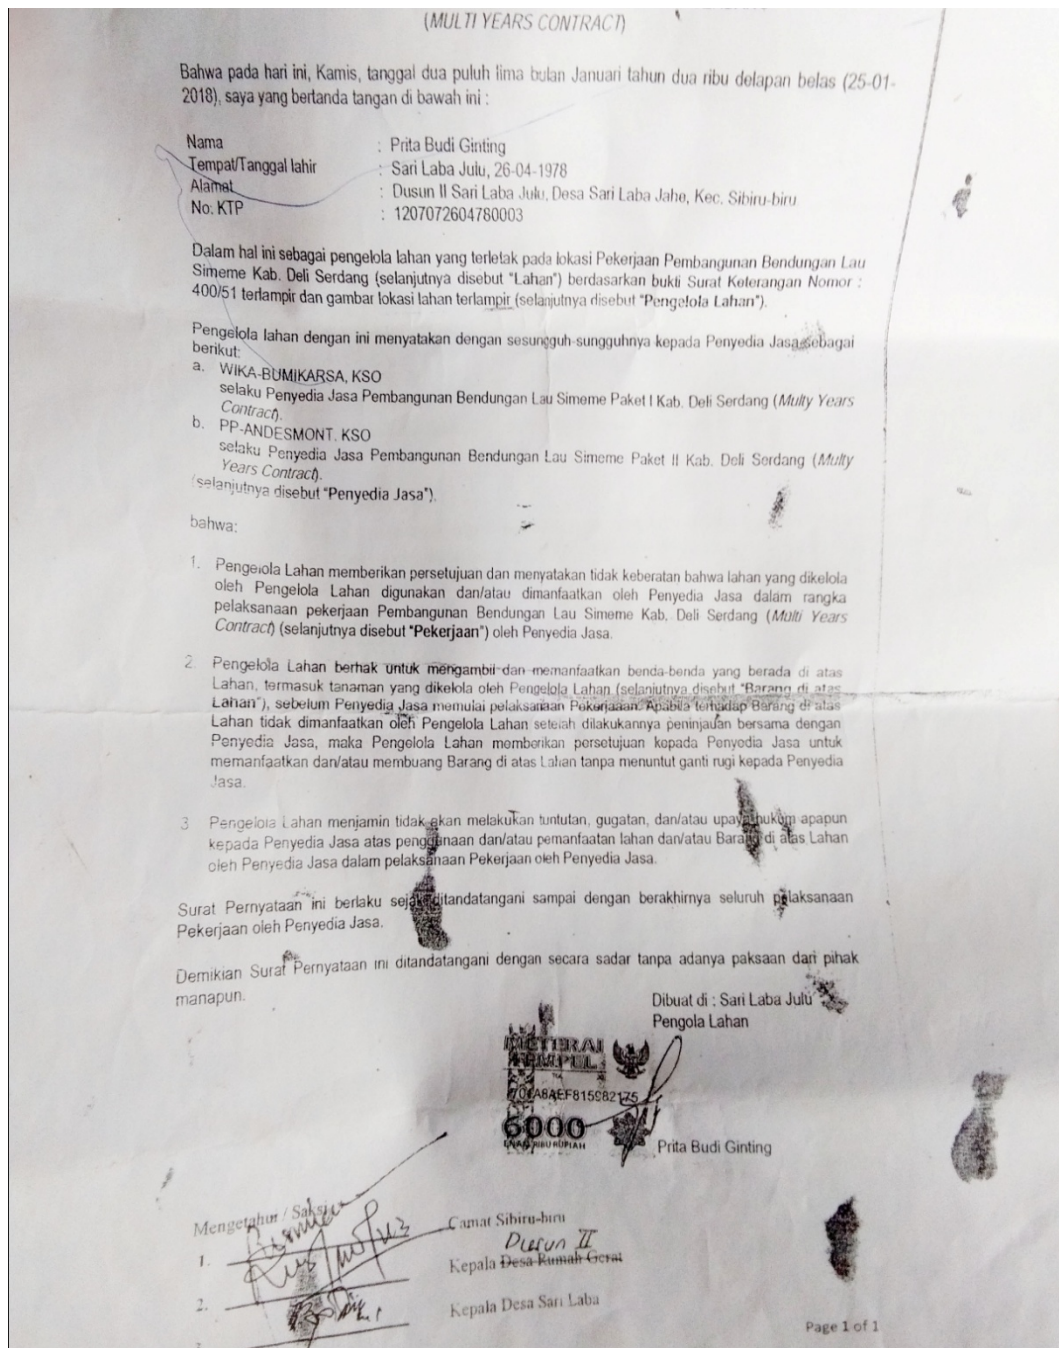 (MULTI YEARS CONTRACT)
Bahwa pada hari ini, Kamis, tanggal dua puluh lima bulan Januari tahun dua ribu delapan belas (25-01-
2018), saya yang bertanda tangan di bawah ini :
Nama : Prita Budi Ginting
Tempat/Tanggal lahir : Sari Laba Julu, 26-04-1978
Alamat : Dusun II Sari Laba Julu, Desa Sari Laba Jahe, Kec. Sibiru-biru
No. KTP : 1207072604780003
Dalam hal ini sebagai pengelola lahan yang terletak pada lokasi Pekerjaan Pembangunan Bendungan Lau
Simeme Kab. Deli Serdang (selanjutnya disebut "Lahan") berdasarkan bukti Surat Keterangan Nomor :
400/51 terlampir dan gambar lokasi lahan terlampir (selanjutnya disebut "Pengelola Lahan").
Pengelola lahan dengan ini menyatakan dengan sesungguh-sungguhnya kepada Penyedia Jasa sebagai
berikut:
a. WIKA-BUMIKARSA, KSO
selaku Penyedia Jasa Pembangunan Bendungan Lau Simeme Paket I Kab. Deli Serdang (Multy Years
Contract).
b. PP-ANDESMONT. KSO
selaku Penyedia Jasa Pembangunan Bendungan Lau Simeme Paket II Kab. Deli Serdang (Multy
Years Contract).
(selanjutnya disebut "Penyedia Jasa").
bahwa:
1. Pengelola Lahan memberikan persetujuan dan menyatakan tidak keberatan bahwa lahan yang dikelola
oleh Pengelola Lahan digunakan dan/atau dimanfaatkan oleh Penyedia Jasa dalam rangka
pelaksanaan pekerjaan Pembangunan Bendungan Lau Simeme Kab. Deli Serdang (Multi Years
Contract) (selanjutnya disebut "Pekerjaan") oleh Penyedia Jasa.
2. Pengelola Lahan berhak untuk mengambil dan memanfaatkan benda-benda yang berada di atas
Lahan, termasuk tanaman yang dikelola oleh Pengelola Lahan (selanjutnya disebut "Barang di atas
Lahan"), sebelum Penyedia Jasa memulai pelaksanaan Pekerjaan. Apabila terhadap Barang di atas
Lahan tidak dimanfaatkan oleh Pengelola Lahan setelah dilakukannya peninjauan bersama dengan
Penyedia Jasa, maka Pengelola Lahan memberikan persetujuan kepada Penyedia Jasa untuk
memanfaatkan dan/atau membuang Barang di atas Lahan tanpa menuntut ganti rugi kepada Penyedia
Jasa.
3 Pengelola Lahan menjamin tidak akan melakukan tuntutan, gugatan, dan/atau upaya hukum apapun
kepada Penyedia Jasa atas penggunaan dan/atau pemanfaatan lahan dan/atau Barang di atas Lahan
oleh Penyedia Jasa dalam pelaksanaan Pekerjaan oleh Penyedia Jasa.
Surat Pernyataan ini berlaku sejak ditandatangani sampai dengan berakhirnya seluruh pelaksanaan
Pekerjaan oleh Penyedia Jasa.
Demikian Surat Pernyataan ini ditandatangani dengan secara sadar tanpa adanya paksaan dari pihak
manapun.
Dibuat di : Sari Laba Julu
Pengola Lahan
METERAI
TEMPEL
6000
ENAM RIBU RUPIAH
Prita Budi Ginting
Mengetahui / Saksi
1. Camat Sibiru-biru
Dusun II
Kepala Desa Rumah Gerat
2. Kepala Desa Sari Laba
Page 1 of 1